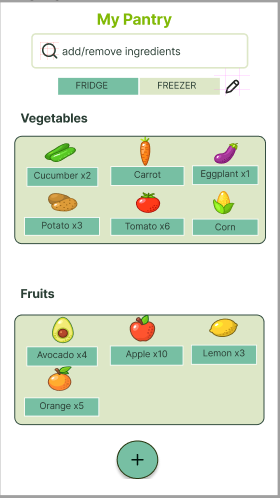 My Pantry
add/remove ingredients
FRIDGE FREEZER
Vegetables
Cucumber x2 Carrot Eggplant x1
Potato x3 Tomato x6 Corn
Fruits
Avocado x4 Apple x10 Lemon x3
Orange x5
+